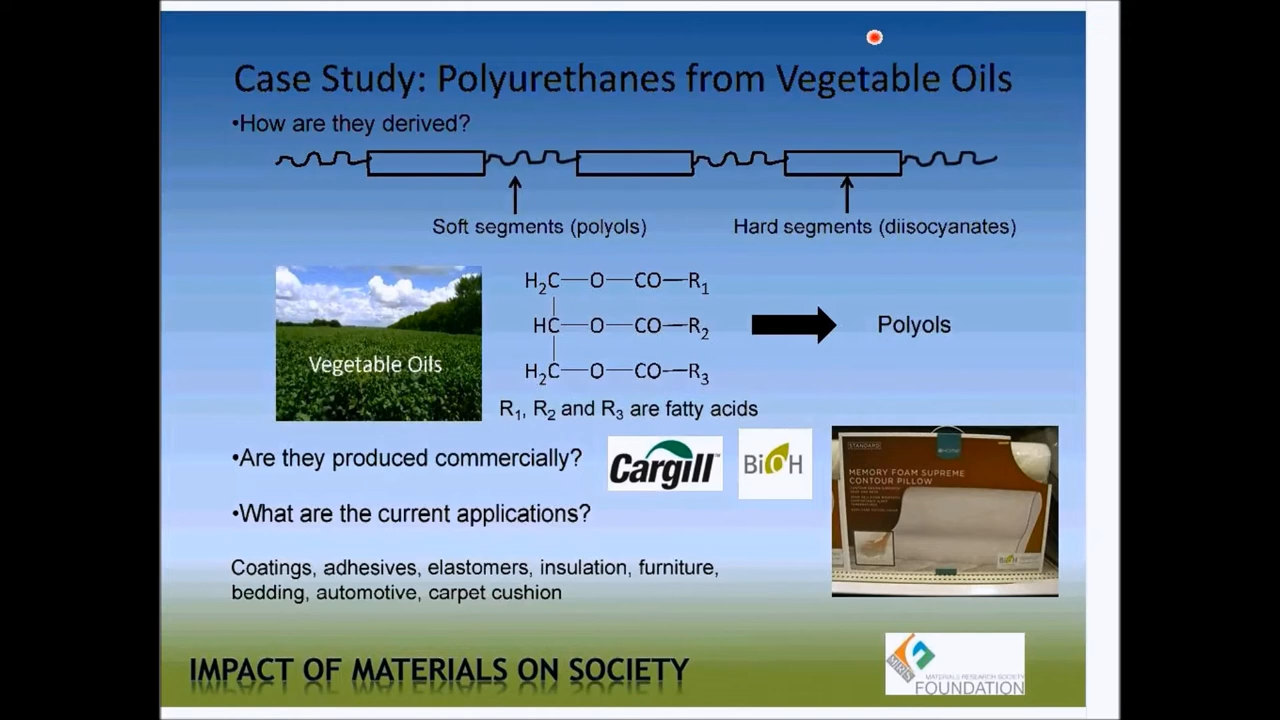 Case Study: Polyurethanes from Vegetable Oils
•How are they derived?
Soft segments (polyols)
Hard segments (diisocyanates)
Vegetable Oils
H₂C—O—CO—R₁
HC—O—CO—R₂
H₂C—O—CO—R₃
Polyols
R₁, R₂ and R₃ are fatty acids
•Are they produced commercially?
Cargill™
BiOH
STANDARD
MEMORY FOAM SUPREME
CONTOUR PILLOW
BiOH
•What are the current applications?
Coatings, adhesives, elastomers, insulation, furniture,
bedding, automotive, carpet cushion
IMPACT OF MATERIALS ON SOCIETY
MRS
MATERIALS RESEARCH SOCIETY
FOUNDATION